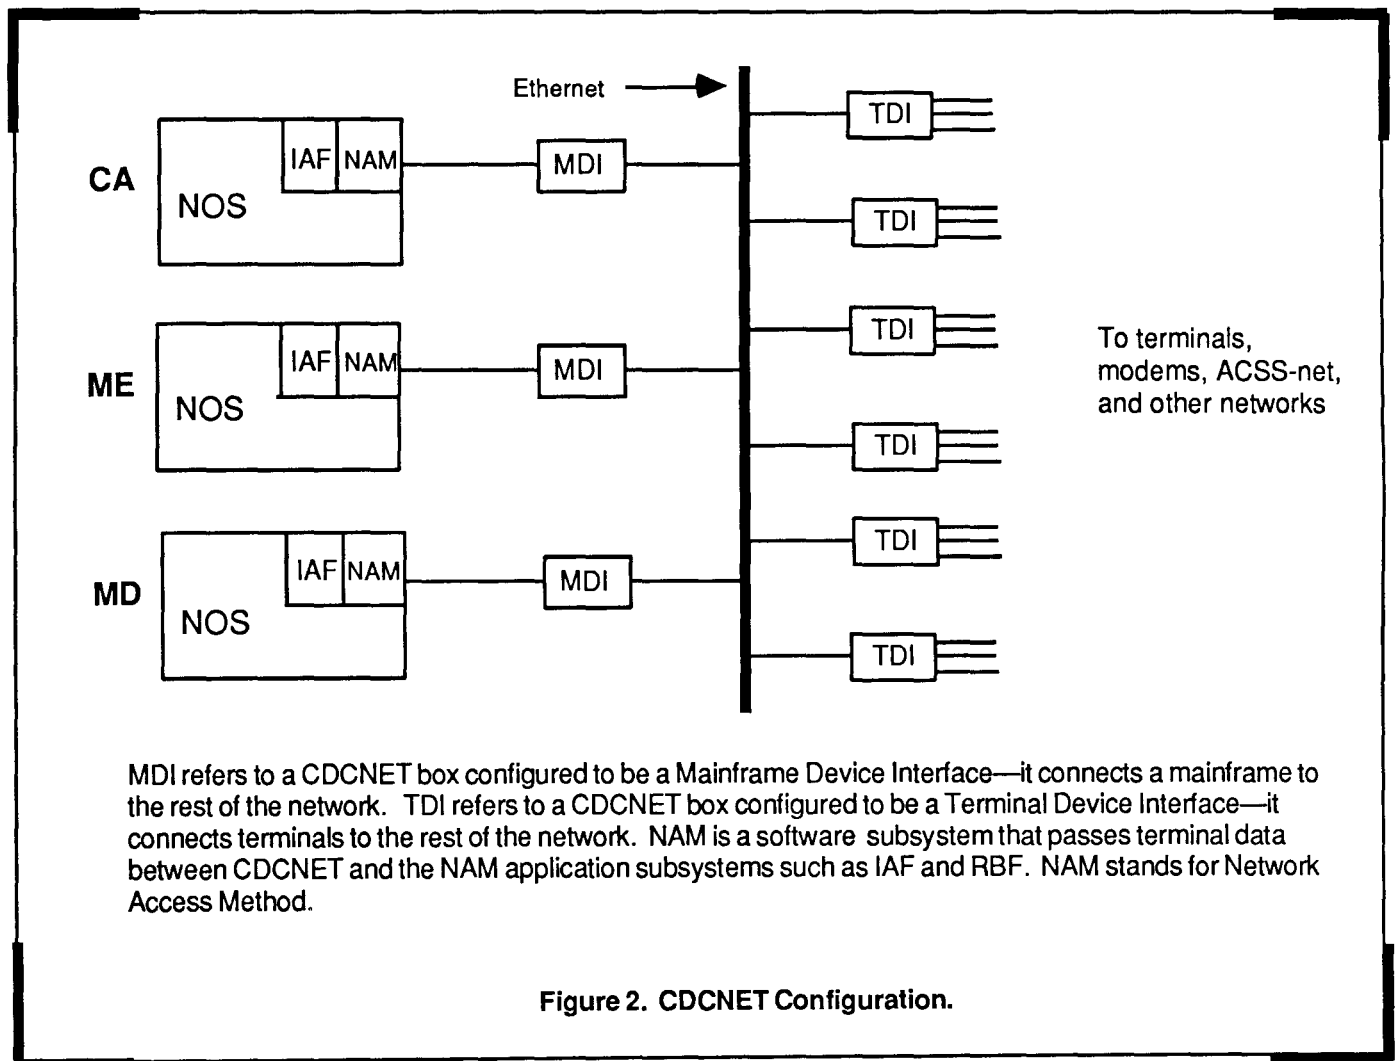 Ethernet
CA
NOS
IAF
NAM
MDI
ME
NOS
IAF
NAM
MDI
MD
NOS
IAF
NAM
MDI
TDI
TDI
TDI
TDI
TDI
TDI
To terminals,
modems, ACSS-net,
and other networks
MDI refers to a CDCNET box configured to be a Mainframe Device Interface—it connects a mainframe to
the rest of the network. TDI refers to a CDCNET box configured to be a Terminal Device Interface—it
connects terminals to the rest of the network. NAM is a software subsystem that passes terminal data
between CDCNET and the NAM application subsystems such as IAF and RBF. NAM stands for Network
Access Method.
Figure 2. CDCNET Configuration.